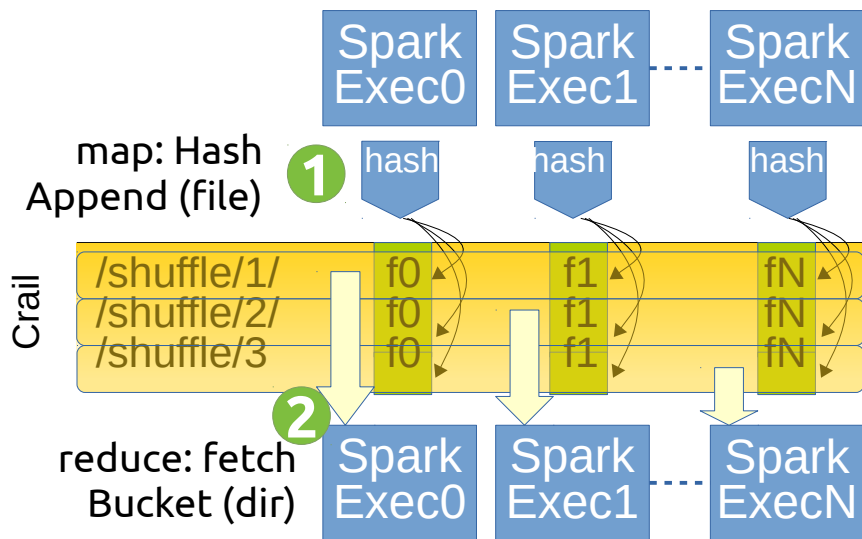 Spark Exec0
Spark Exec1
Spark ExecN
map: Hash
Append (file)
1
hash
hash
hash
Crail
/shuffle/1/ f0 f1 fN
/shuffle/2/ f0 f1 fN
/shuffle/3 f0 f1 fN
2
reduce: fetch
Bucket (dir)
Spark Exec0
Spark Exec1
Spark ExecN